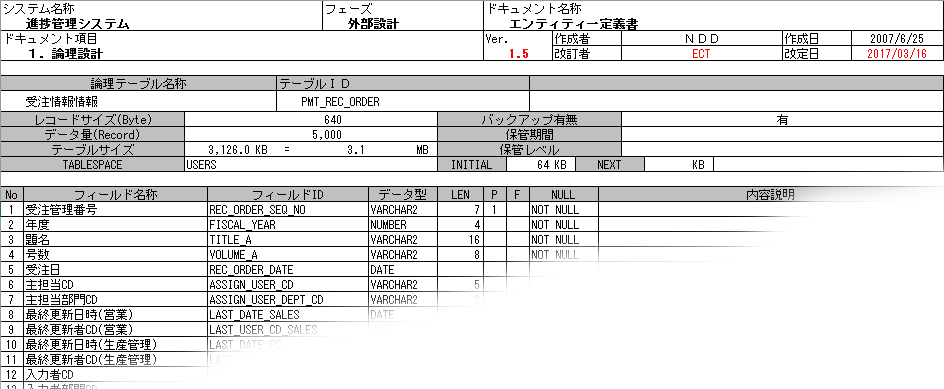 システム名称 フェーズ ドキュメント名称
進捗管理システム 外部設計 エンティティー定義書
ドキュメント項目 Ver. 作成者 ＮＤＤ 作成日 2007/6/25
１．論理設計 1.5 改訂者 ECT 改定日 2017/03/16
論理テーブル名称 テーブルＩＤ
受注情報情報 PMT_REC_ORDER
レコードサイズ(Byte) 640 バックアップ有無 有
データ量(Record) 5,000 保管期間
テーブルサイズ 3,126.0 KB = 3.1 MB 保管レベル
TABLESPACE USERS INITIAL 64 KB NEXT KB
No フィールド名称 フィールドID データ型 LEN P F NULL 内容説明
1 受注管理番号 REC_ORDER_SEQ_NO VARCHAR2 7 1 NOT NULL
2 年度 FISCAL_YEAR NUMBER 4 NOT NULL
3 題名 TITLE_A VARCHAR2 16 NOT NULL
4 号数 VOLUME_A VARCHAR2 8 NOT NULL
5 受注日 REC_ORDER_DATE DATE
6 主担当CD ASSIGN_USER_CD VARCHAR2 5
7 主担当部門CD ASSIGN_USER_DEPT_CD VARCHAR2
8 最終更新日時(営業) LAST_DATE_SALES DATE
9 最終更新者CD(営業) LAST_USER_CD_SALES
10 最終更新日時(生産管理) LAST_DATE
11 最終更新者CD(生産管理)
12 入力者CD
13 入力者部門CD